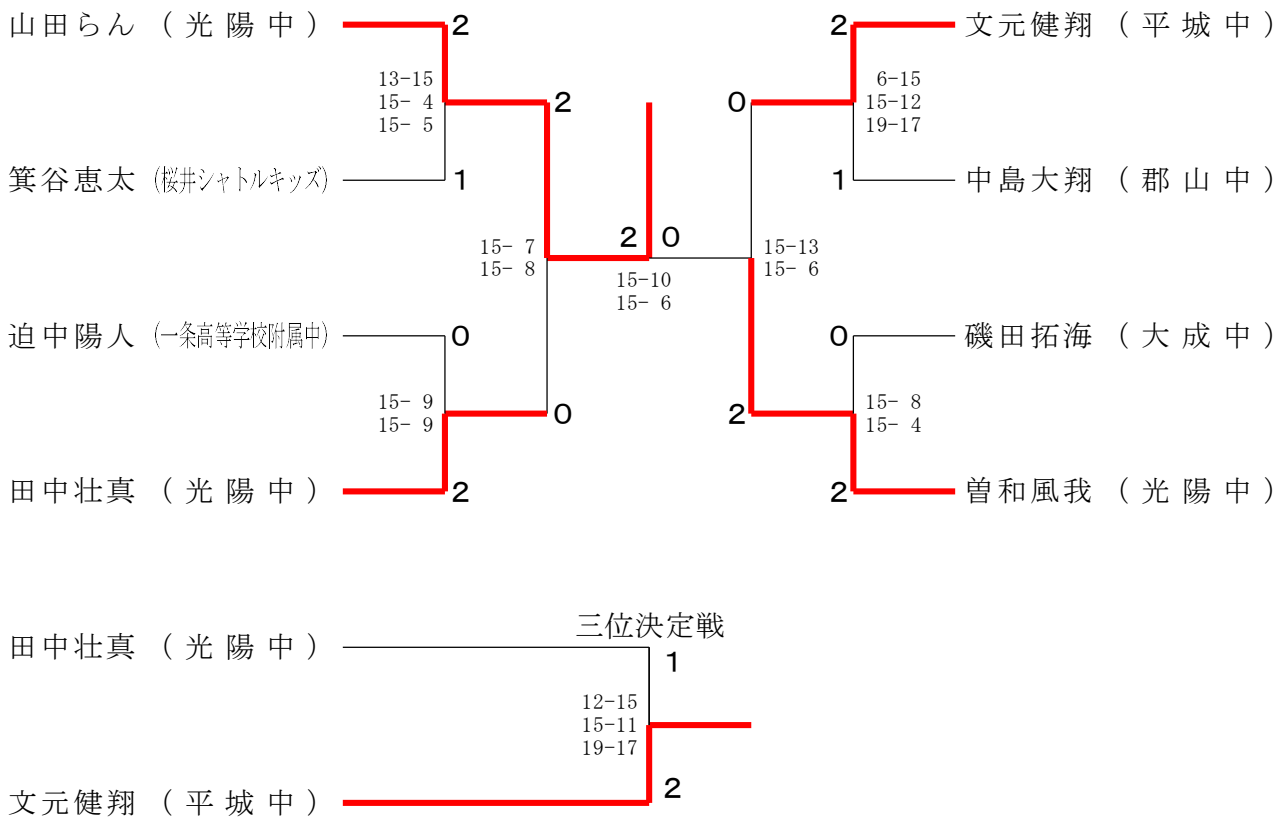 山田らん （ 光 陽 中 ） 2 2 文元健翔 （ 平 城 中 ）
13-15 6-15
15- 4 2 0 15-12
15- 5 19-17
箕谷恵太 (桜井シャトルキッズ) 1 1 中島大翔 （ 郡 山 中 ）
15- 7 2 0 15-13
15- 8 15-10 15- 6
15- 6
迫中陽人 (一条高等学校附属中) 0 0 磯田拓海 （ 大 成 中 ）
15- 9 15- 8
15- 9 0 2 15- 4
田中壮真 （ 光 陽 中 ） 2 2 曽和風我 （ 光 陽 中 ）
三位決定戦
田中壮真 （ 光 陽 中 ） 1
12-15
15-11
19-17
文元健翔 （ 平 城 中 ） 2